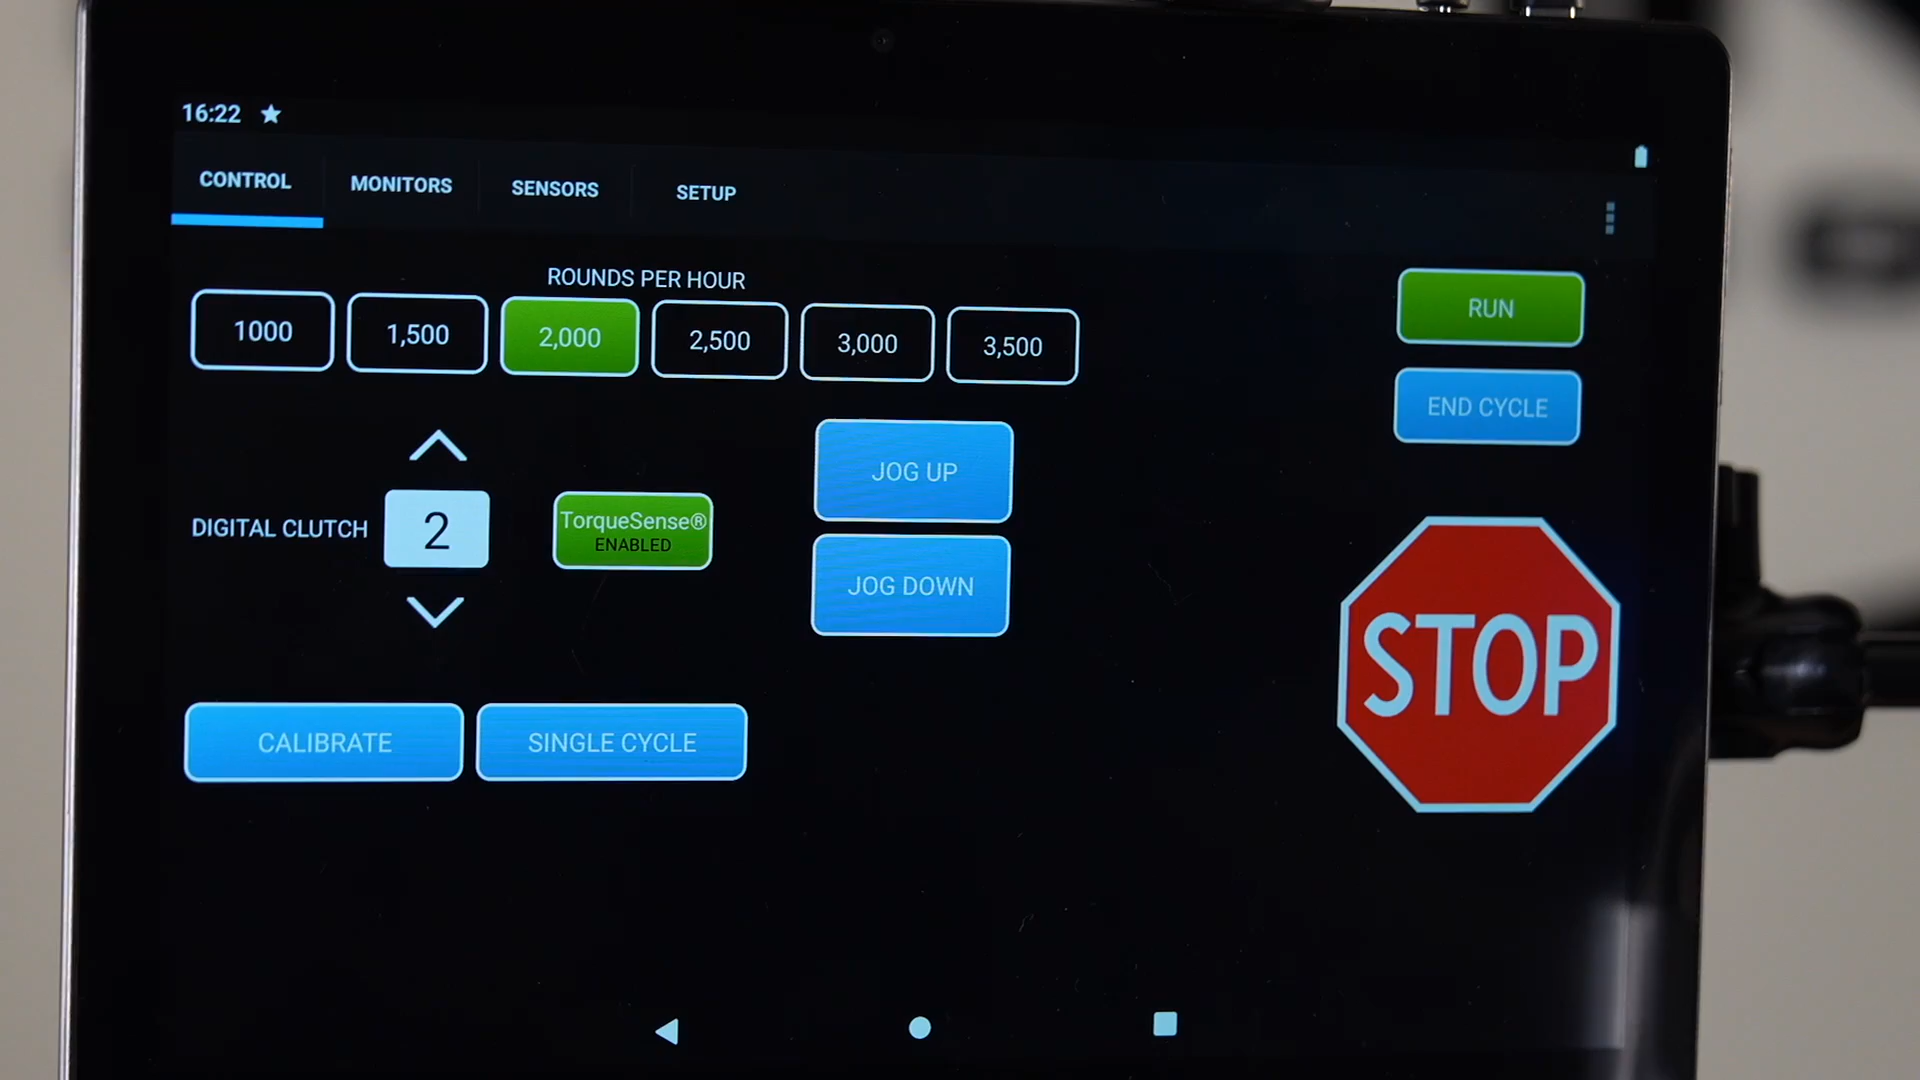 16:22
CONTROL MONITORS SENSORS SETUP
ROUNDS PER HOUR
1000 1,500 2,000 2,500 3,000 3,500
RUN
END CYCLE
JOG UP
DIGITAL CLUTCH 2 TorqueSense®
ENABLED
JOG DOWN
STOP
CALIBRATE SINGLE CYCLE